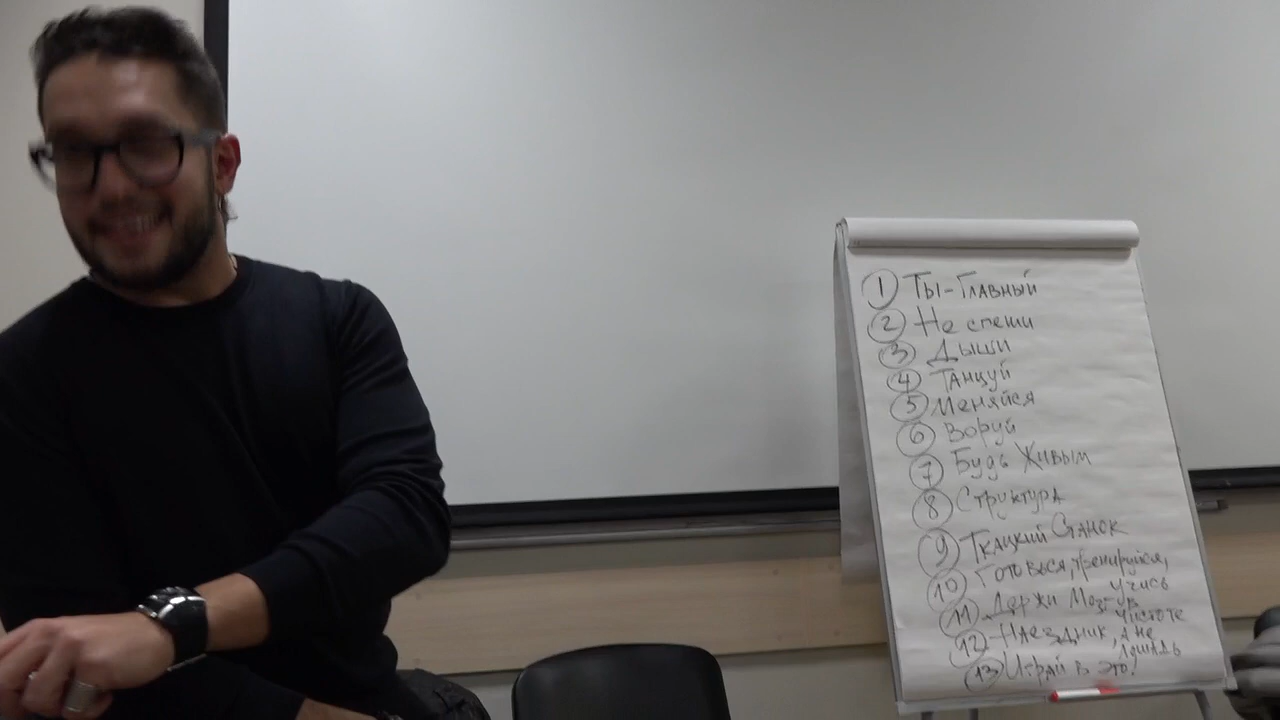 1 Ты-Главный
2 Не спеши
3 Дыши
4 Танцуй
5 Меняйся
6 Воруй
7 Будь Живым
8 Структура
9 Ткацкий Станок
10 Готовься, тренируйся,
учись
11 Держи Мозг в
чистоте
12 Наездник, а не
лошадь
13 Играй в это!